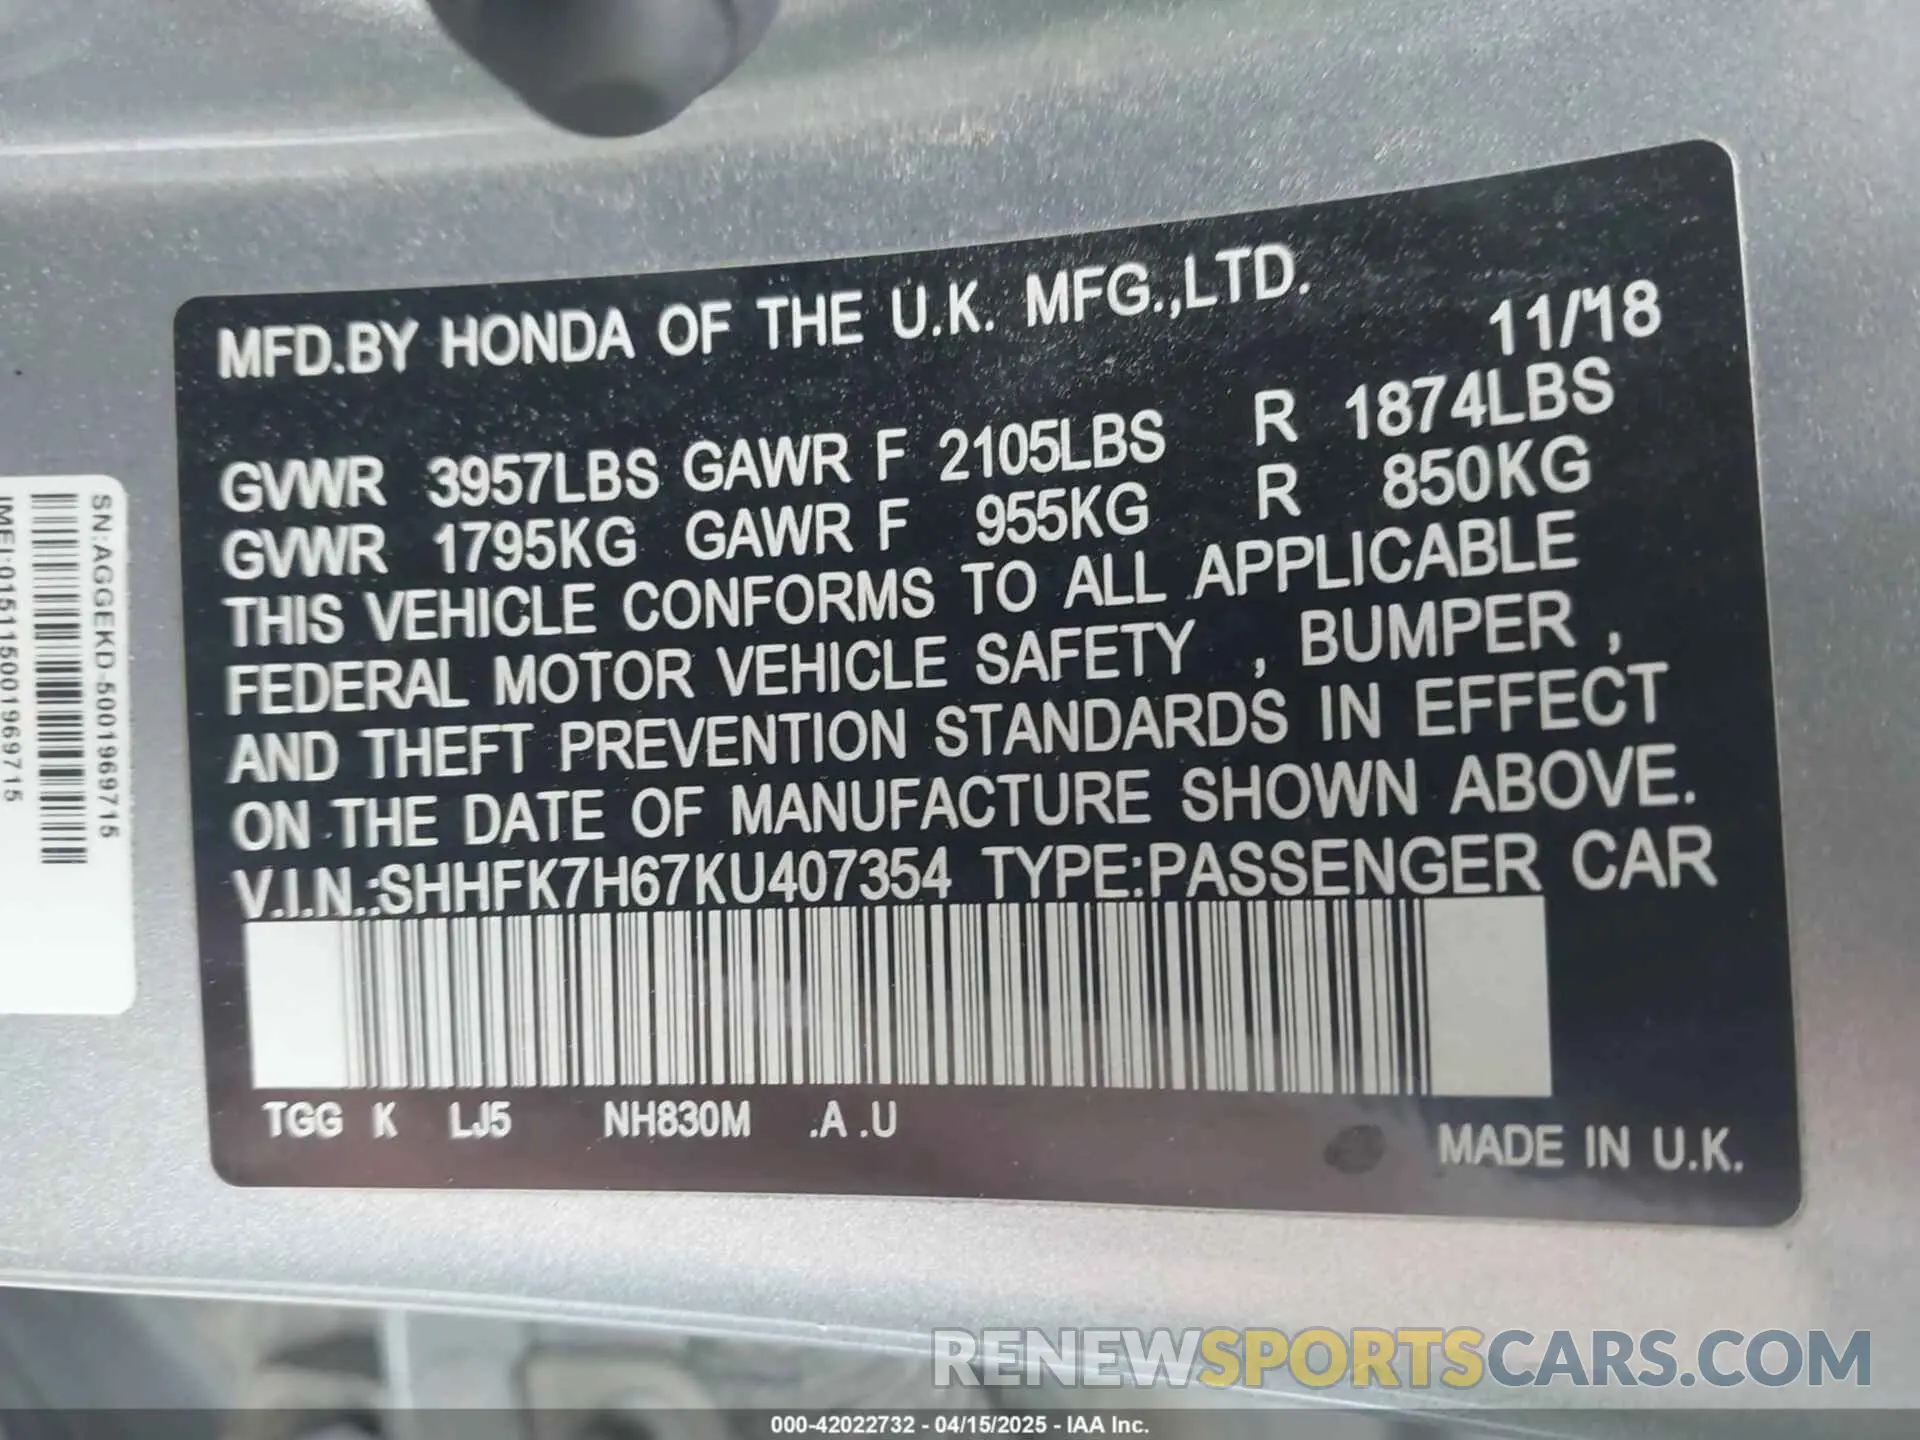 MFD.BY HONDA OF THE U.K. MFG.,LTD. 11/'18
GVWR 3957LBS GAWR F 2105LBS R 1874LBS
GVWR 1795KG GAWR F 955KG R 850KG
THIS VEHICLE CONFORMS TO ALL APPLICABLE
FEDERAL MOTOR VEHICLE SAFETY , BUMPER ,
AND THEFT PREVENTION STANDARDS IN EFFECT
ON THE DATE OF MANUFACTURE SHOWN ABOVE.
V.I.N.:SHHFK7H67KU407354 TYPE:PASSENGER CAR
TGG K LJ5 NH830M .A .U
MADE IN U.K.
SN:AGGEKD-5001969715
IMEI:015115001969715
RENEWSPORTSCARS.COM
000-42022732 - 04/15/2025 - IAA Inc.